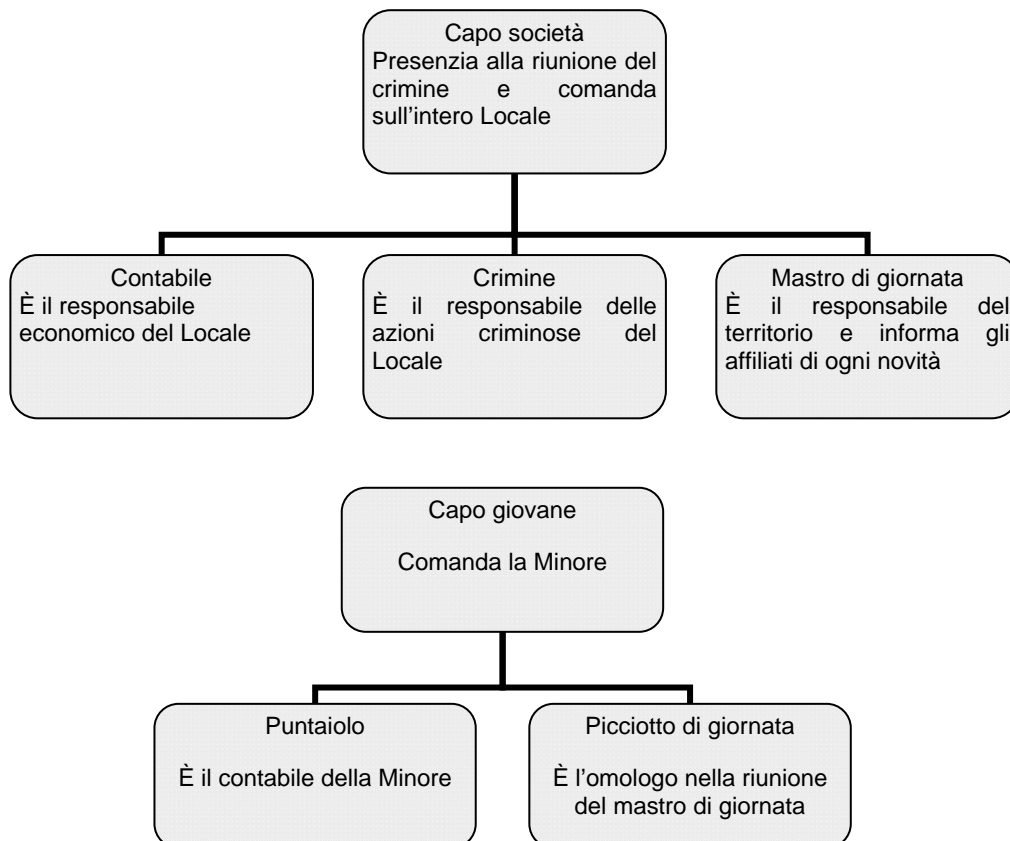 Capo società
Presenzia alla riunione del
crimine e comanda
sull'intero Locale
Contabile
È il responsabile
economico del Locale
Crimine
È il responsabile delle
azioni criminose del
Locale
Mastro di giornata
È il responsabile del
territorio e informa gli
affiliati di ogni novità
Capo giovane
Comanda la Minore
Puntaiolo
È il contabile della Minore
Picciotto di giornata
È l'omologo nella riunione
del mastro di giornata